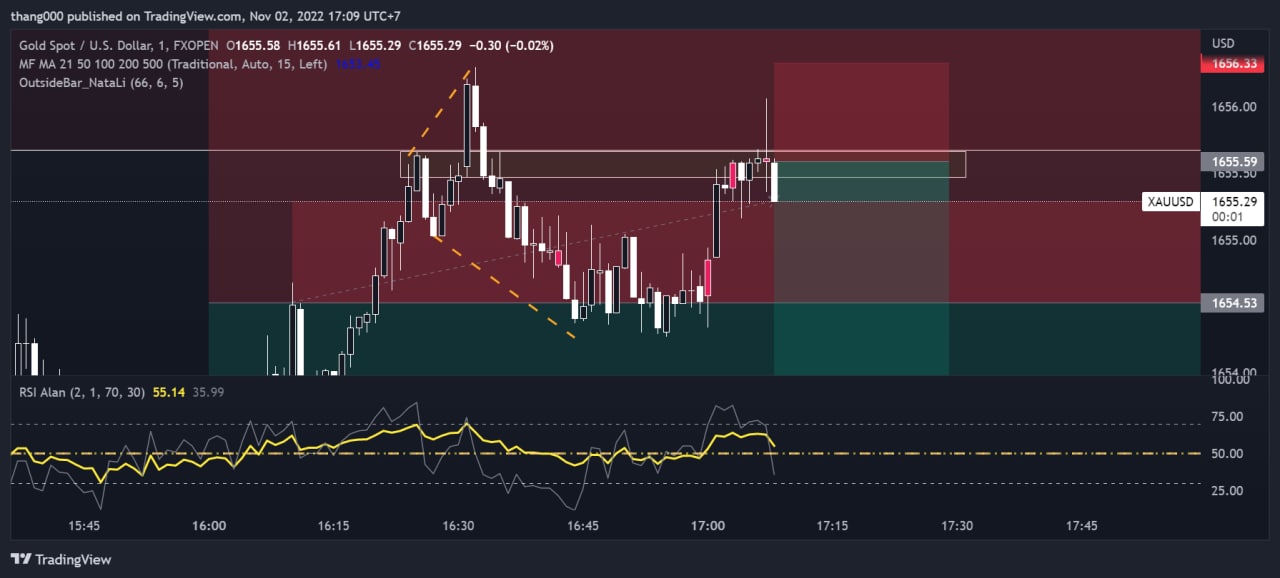 thang000 published on TradingView.com, Nov 02, 2022 17:09 UTC+7
Gold Spot / U.S. Dollar, 1, FXOPEN O1655.58 H1655.61 L1655.29 C1655.29 −0.30 (−0.02%)
MF MA 21 50 100 200 500 (Traditional, Auto, 15, Left) 1653.45
OutsideBar_NataLi (66, 6, 5)
USD
1656.33
1656.00
1655.59
1655.50
XAUUSD 1655.29
00:01
1655.00
1654.53
1654.00
RSI Alan (2, 1, 70, 30) 55.14 35.99
100.00
75.00
50.00
25.00
15:45 16:00 16:15 16:30 16:45 17:00 17:15 17:30 17:45
TradingView